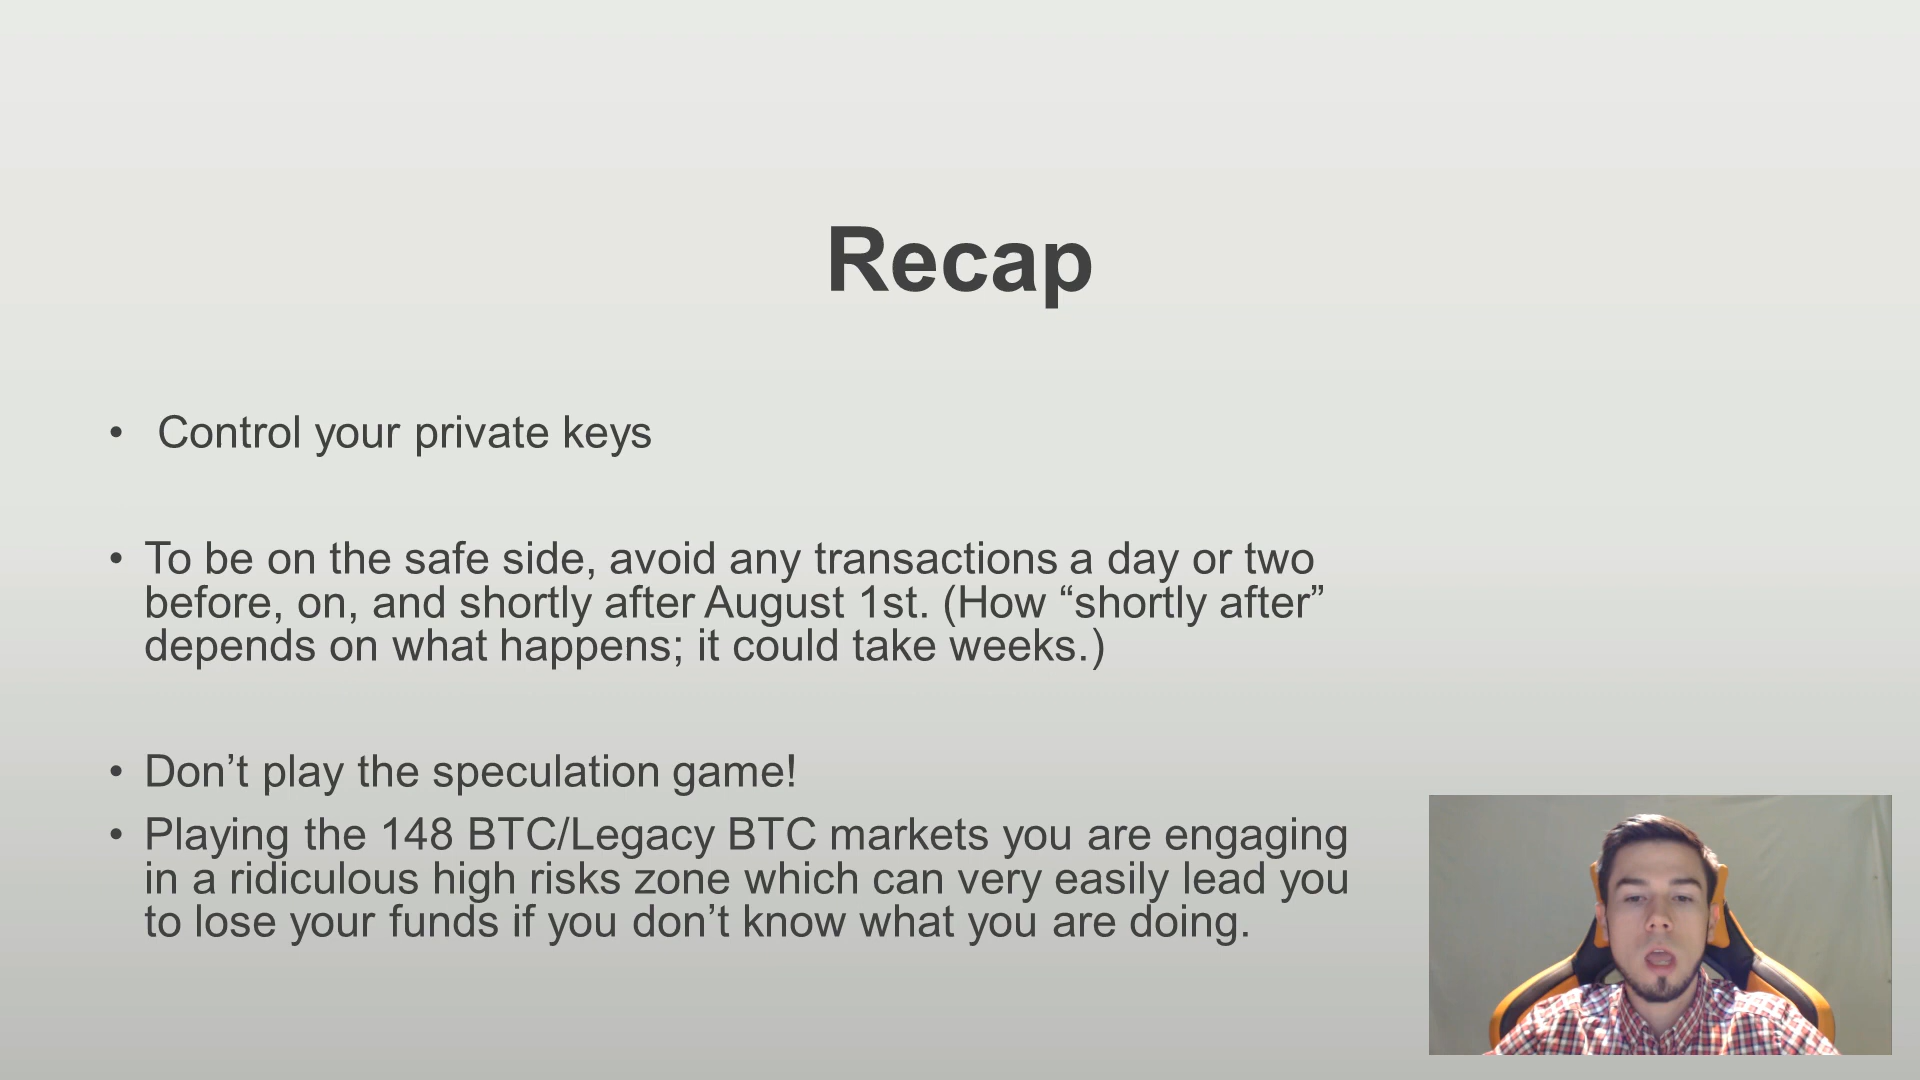 Recap
• Control your private keys
• To be on the safe side, avoid any transactions a day or two
before, on, and shortly after August 1st. (How “shortly after”
depends on what happens; it could take weeks.)
• Don’t play the speculation game!
• Playing the 148 BTC/Legacy BTC markets you are engaging
in a ridiculous high risks zone which can very easily lead you
to lose your funds if you don’t know what you are doing.